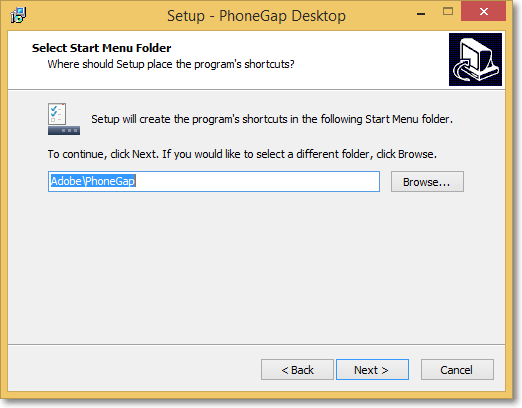 Setup - PhoneGap Desktop
Select Start Menu Folder
Where should Setup place the program's shortcuts?
Setup will create the program's shortcuts in the following Start Menu folder.
To continue, click Next. If you would like to select a different folder, click Browse.
Adobe\PhoneGap
Browse...
< Back
Next >
Cancel